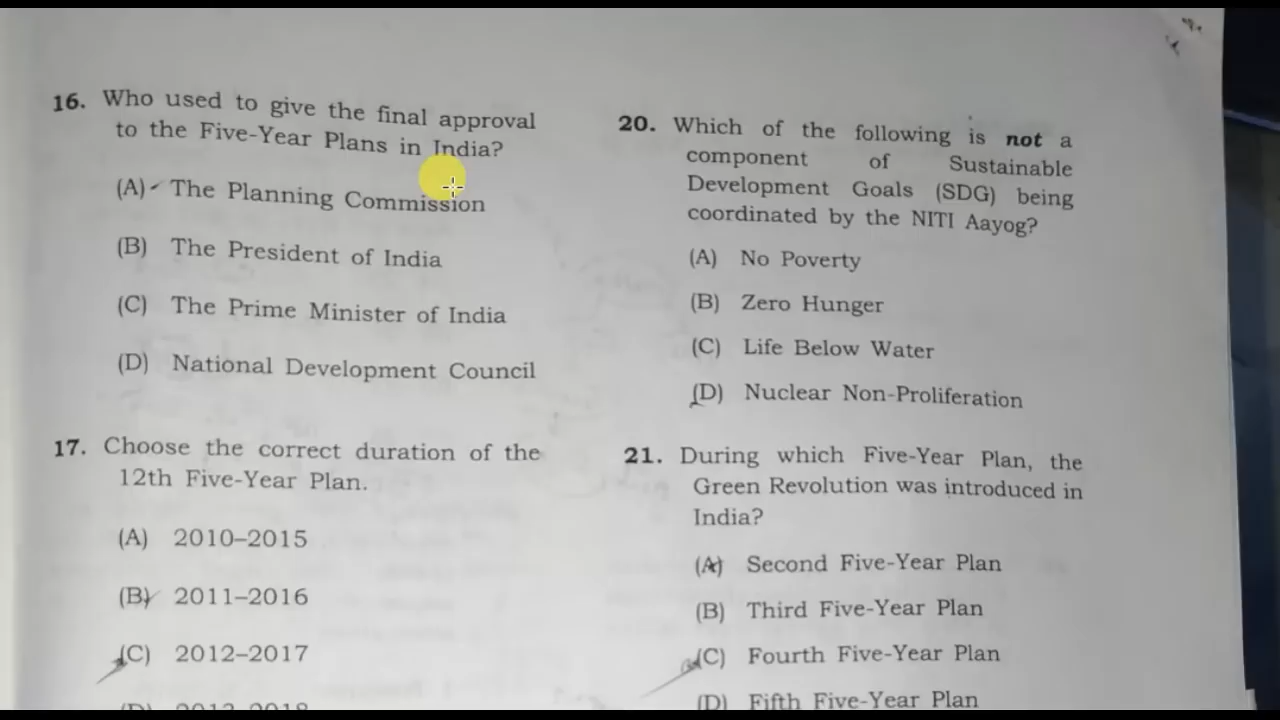 16. Who used to give the final approval
to the Five-Year Plans in India?
(A) The Planning Commission
(B) The President of India
(C) The Prime Minister of India
(D) National Development Council
17. Choose the correct duration of the
12th Five-Year Plan.
(A) 2010–2015
(B) 2011–2016
(C) 2012–2017
(D) 2013–2018
20. Which of the following is not a
component of Sustainable
Development Goals (SDG) being
coordinated by the NITI Aayog?
(A) No Poverty
(B) Zero Hunger
(C) Life Below Water
(D) Nuclear Non-Proliferation
21. During which Five-Year Plan, the
Green Revolution was introduced in
India?
(A) Second Five-Year Plan
(B) Third Five-Year Plan
(C) Fourth Five-Year Plan
(D) Fifth Five-Year Plan